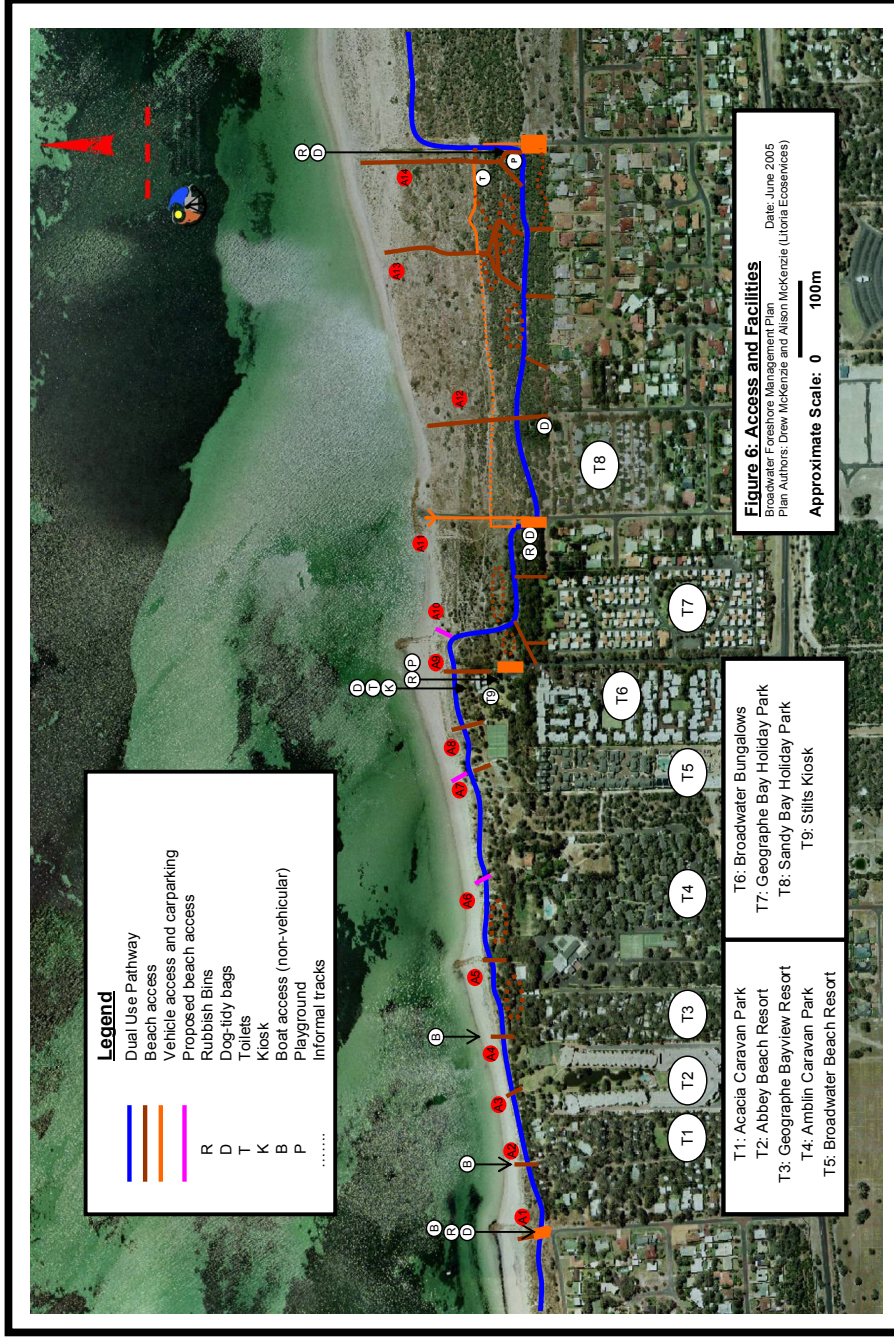 Legend
Dual Use Pathway
Beach access
Vehicle access and carparking
Proposed beach access
R Rubbish Bins
D Dog-tidy bags
T Toilets
K Kiosk
B Boat access (non-vehicular)
P Playground
....... Informal tracks
B
R
D
A1
B
A2
A3
B
A4
A5
A6
A7
A8
D
T
K
R P
A9
T9
A10
A11
R D
A12
D
A13
A14
R
D
T
P
T1
T2
T3
T4
T5
T6
T7
T8
T1: Acacia Caravan Park
T2: Abbey Beach Resort
T3: Geographe Bayview Resort
T4: Amblin Caravan Park
T5: Broadwater Beach Resort
T6: Broadwater Bungalows
T7: Geographe Bay Holiday Park
T8: Sandy Bay Holiday Park
T9: Stilts Kiosk
Figure 6: Access and Facilities
Broadwater Foreshore Management Plan Date: June 2005
Plan Authors: Drew McKenzie and Alison McKenzie (Litoria Ecoservices)
Approximate Scale: 0 100m